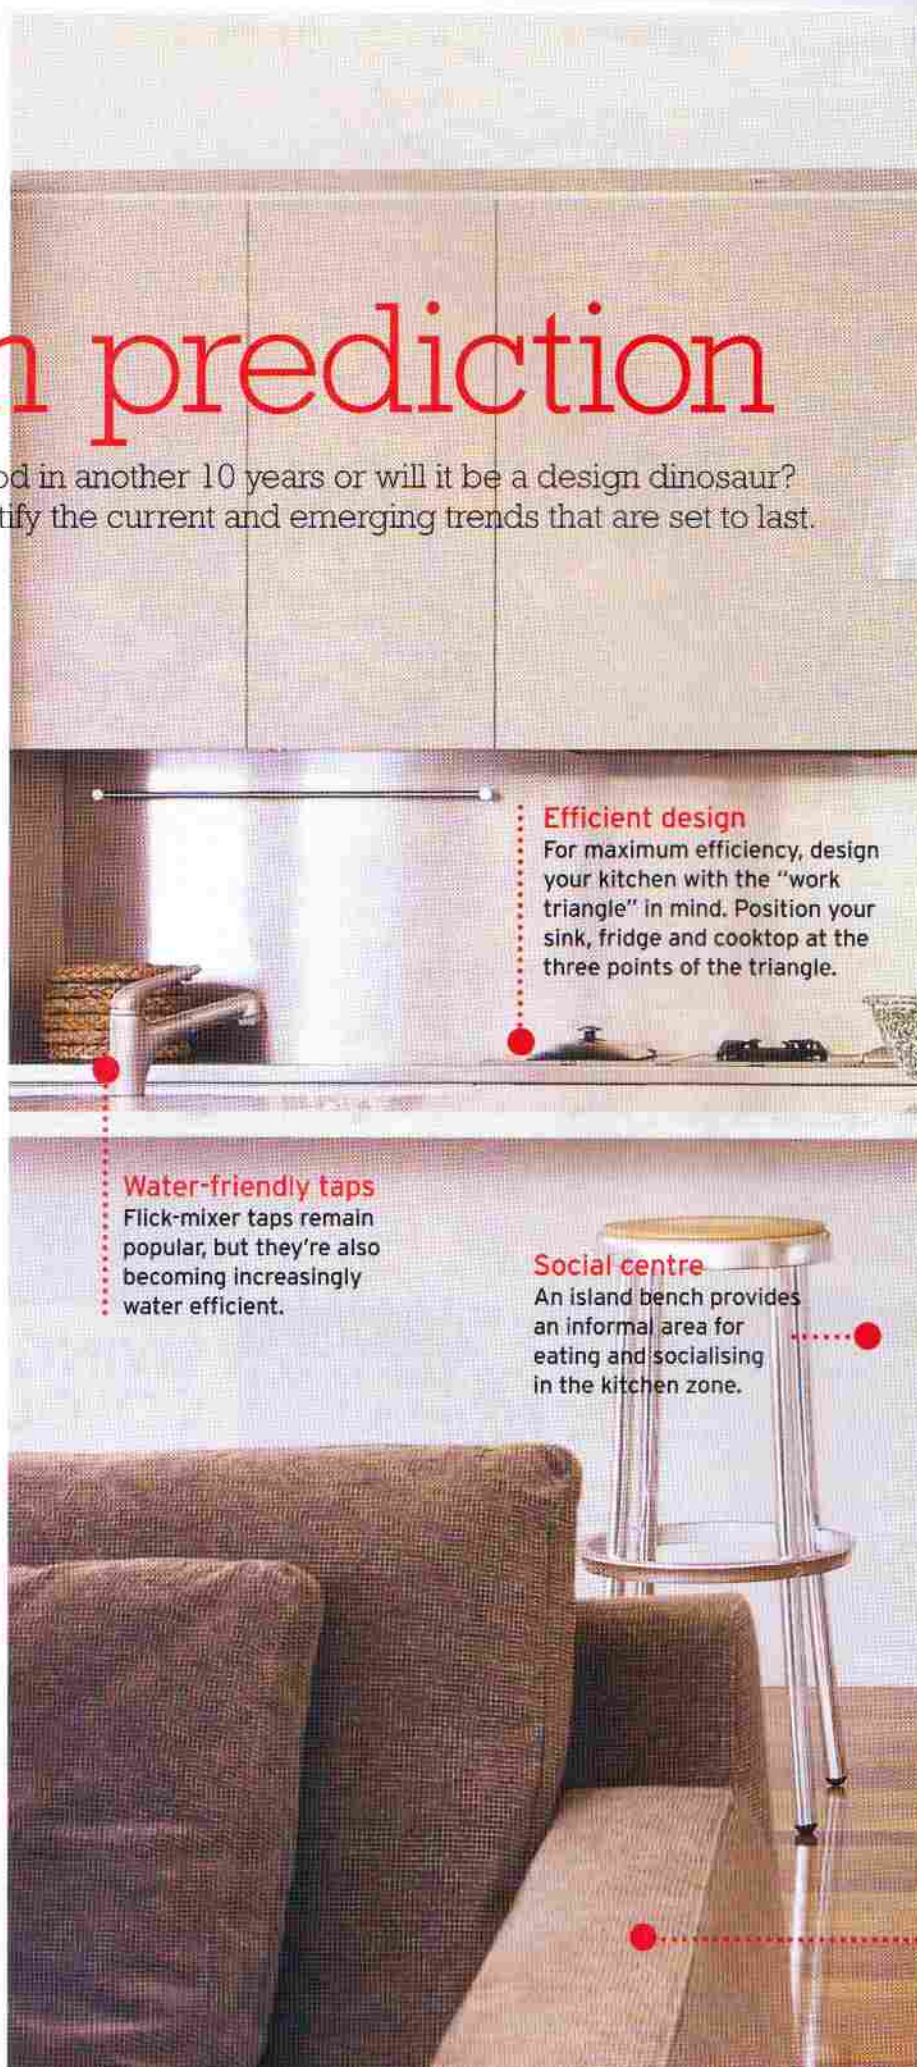 prediction
in another 10 years or will it be a design dinosaur?
the current and emerging trends that are set to last.
Efficient design
For maximum efficiency, design
your kitchen with the "work
triangle" in mind. Position your
sink, fridge and cooktop at the
three points of the triangle.
Water-friendly taps
Flick-mixer taps remain
popular, but they're also
becoming increasingly
water efficient.
Social centre
An island bench provides
an informal area for
eating and socialising
in the kitchen zone.